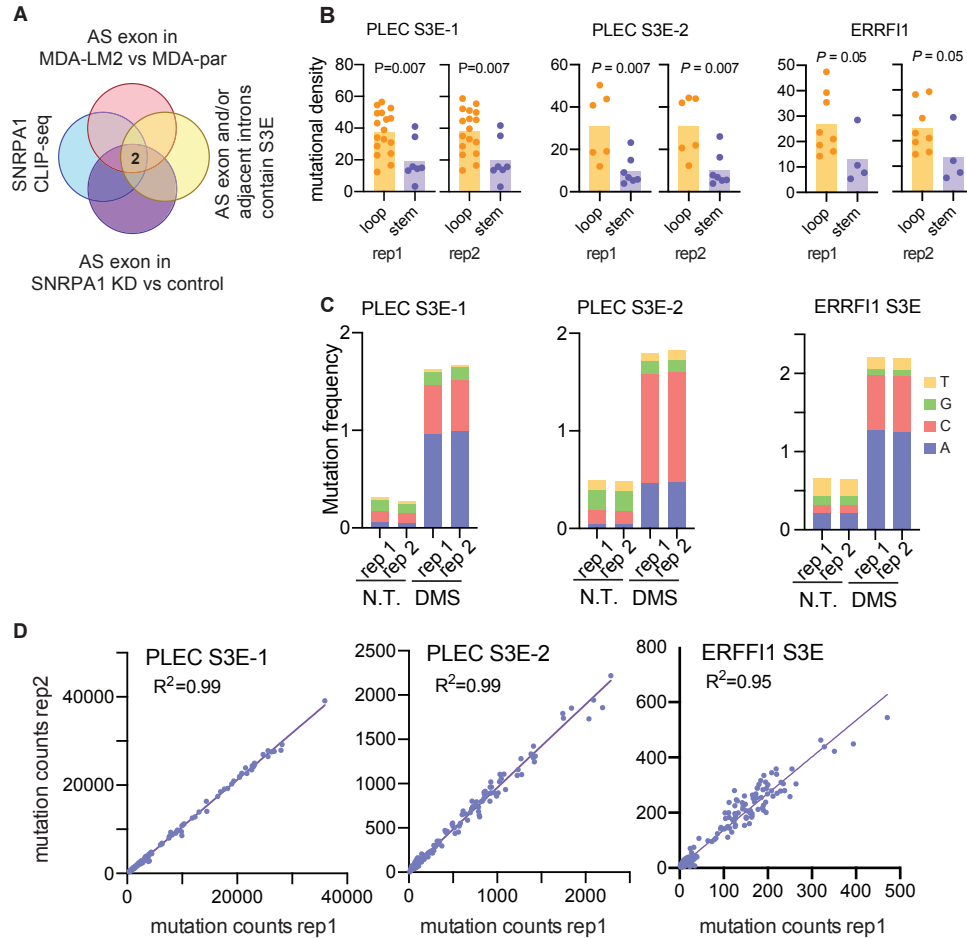 A
AS exon in
MDA-LM2 vs MDA-par
SNRPA1
CLIP-seq
2
AS exon and/or
adjacent introns
contain S3E
AS exon in
SNRPA1 KD vs control
B
PLEC S3E-1
PLEC S3E-2
ERRFI1
mutational density
80
60
40
20
0
P=0.007
P=0.007
loop
stem
loop
stem
rep1
rep2
60
40
20
0
P = 0.007
P = 0.007
loop
stem
loop
stem
rep1
rep2
50
40
30
20
10
0
P = 0.05
P = 0.05
loop
stem
loop
stem
rep1
rep2
C
PLEC S3E-1
PLEC S3E-2
ERRFI1 S3E
Mutation frequency
2
1
0
rep 1
rep 2
rep 1
rep 2
N.T.
DMS
2
1
0
rep 1
rep 2
rep 1
rep 2
N.T.
DMS
2
1
0
rep 1
rep 2
rep 1
rep 2
N.T.
DMS
T
G
C
A
D
PLEC S3E-1
R²=0.99
mutation counts rep2
40000
20000
0
0
20000
40000
mutation counts rep1
PLEC S3E-2
R²=0.99
2500
2000
1500
1000
500
0
0
1000
2000
mutation counts rep1
ERFFI1 S3E
R²=0.95
800
600
400
200
0
0
100
200
300
400
500
mutation counts rep1